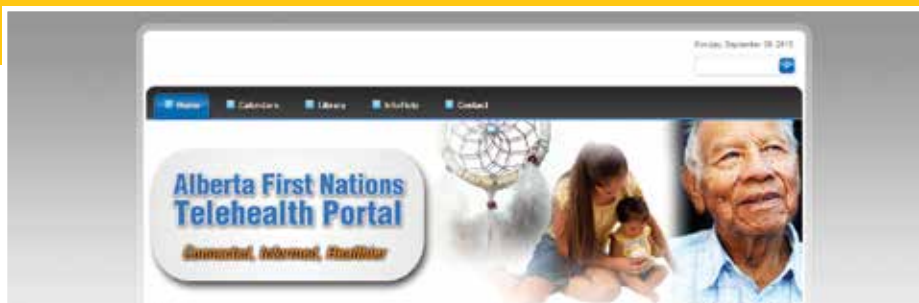 Home Calendars Library Info/Help Contact
Alberta First Nations
Telehealth Portal
Connected, Informed, Healthier